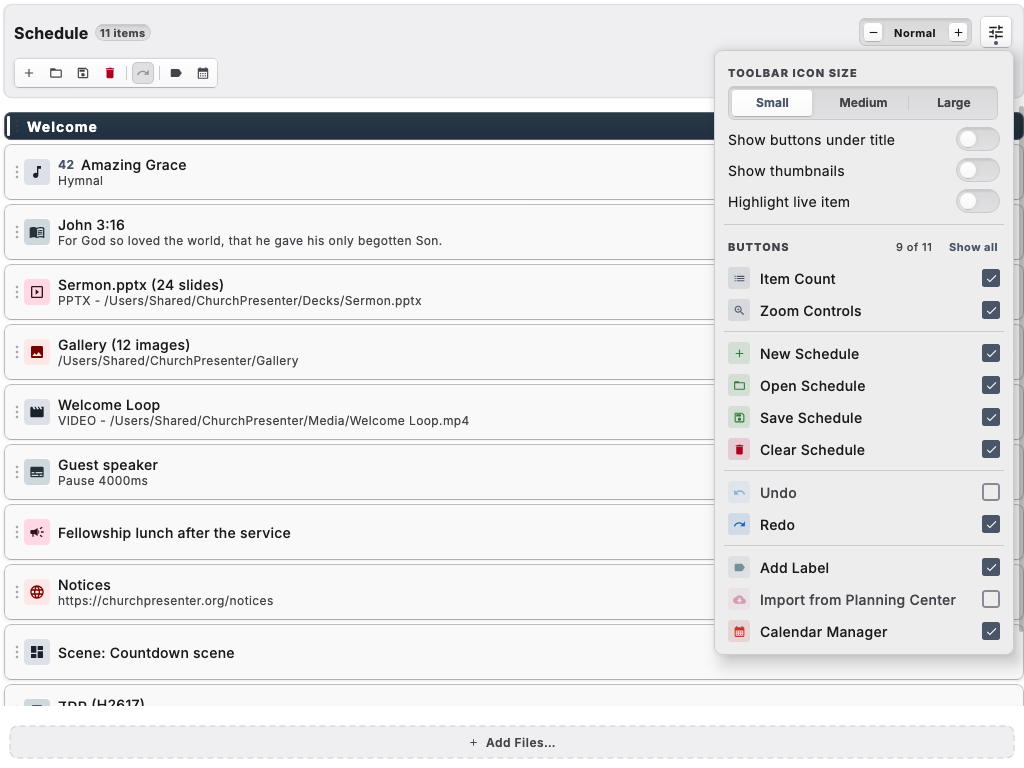 Schedule 11 items
Normal
Welcome
42 Amazing Grace
Hymnal
John 3:16
For God so loved the world, that he gave his only begotten Son.
Sermon.pptx (24 slides)
PPTX - /Users/Shared/ChurchPresenter/Decks/Sermon.pptx
Gallery (12 images)
/Users/Shared/ChurchPresenter/Gallery
Welcome Loop
VIDEO - /Users/Shared/ChurchPresenter/Media/Welcome Loop.mp4
Guest speaker
Pause 4000ms
Fellowship lunch after the service
Notices
https://churchpresenter.org/notices
Scene: Countdown scene
(H2617)
+ Add Files...
TOOLBAR ICON SIZE
Small Medium Large
Show buttons under title
Show thumbnails
Highlight live item
BUTTONS 9 of 11 Show all
Item Count
Zoom Controls
New Schedule
Open Schedule
Save Schedule
Clear Schedule
Undo
Redo
Add Label
Import from Planning Center
Calendar Manager